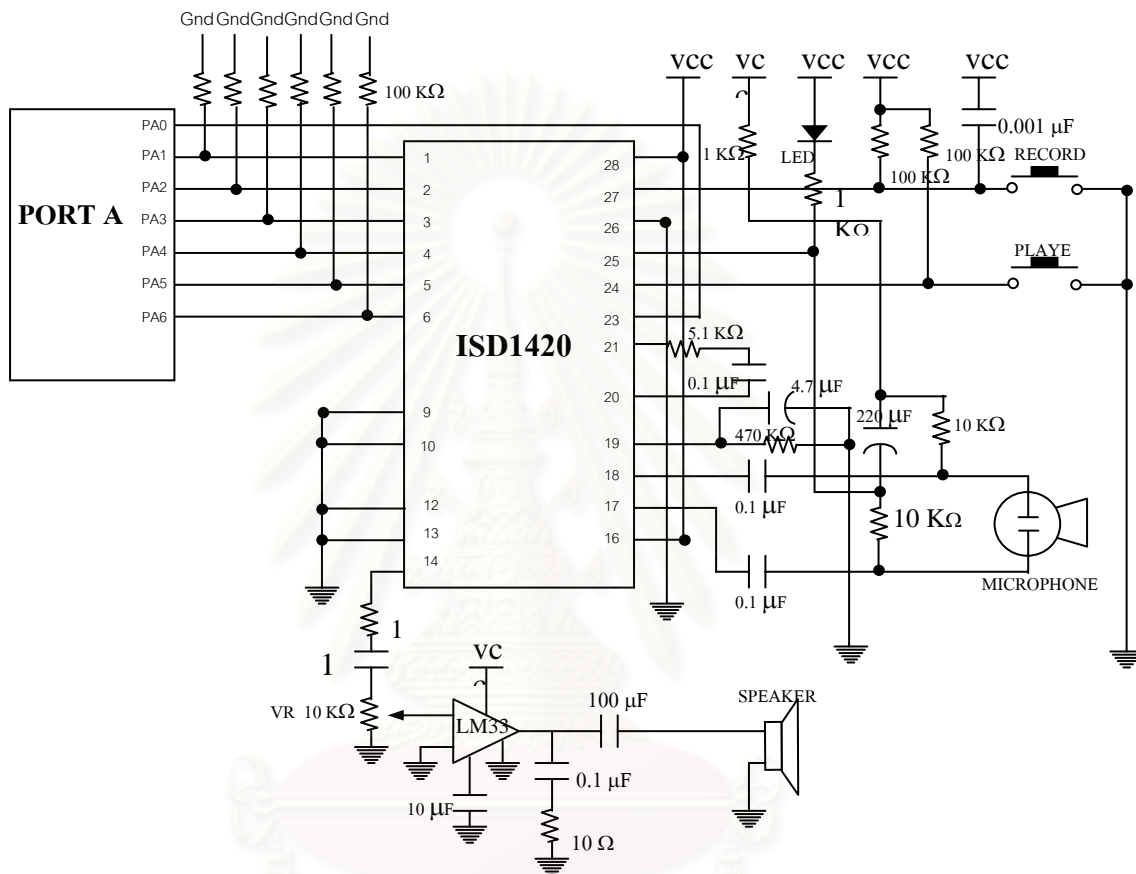 Gnd Gnd Gnd Gnd Gnd Gnd
100 KΩ
vcc vc vcc vcc vcc
0.001 μF
1 KΩ
LED
100 KΩ
100 KΩ
RECORD
1
KΩ
PLAYE
PORT A
PA0
PA1
PA2
PA3
PA4
PA5
PA6
ISD1420
1
2
3
4
5
6
9
10
12
13
14
28
27
26
25
24
23
21
20
19
18
17
16
5.1 KΩ
0.1 μF
4.7 μF
470 KΩ
220 μF
10 KΩ
0.1 μF
10 KΩ
0.1 μF
MICROPHONE
1
1
VR 10 KΩ
vc
LM33
10 μF
100 μF
0.1 μF
10 Ω
SPEAKER